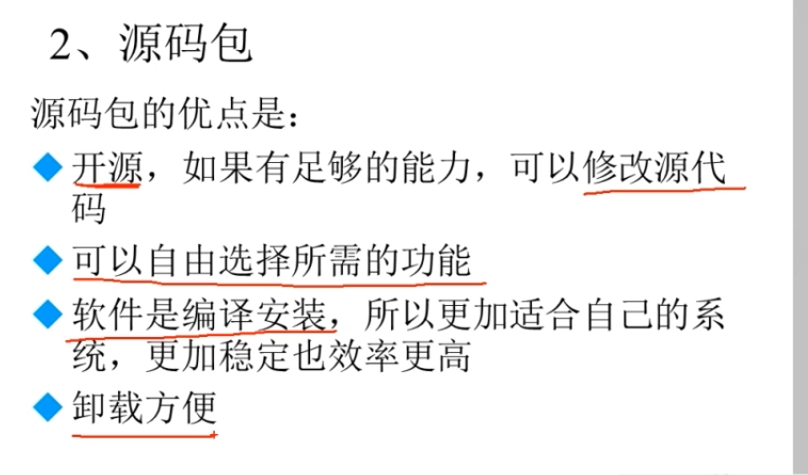 2、源码包
源码包的优点是：
开源，如果有足够的能力，可以修改源代
码
可以自由选择所需的功能
软件是编译安装，所以更加适合自己的系
统，更加稳定也效率更高
卸载方便